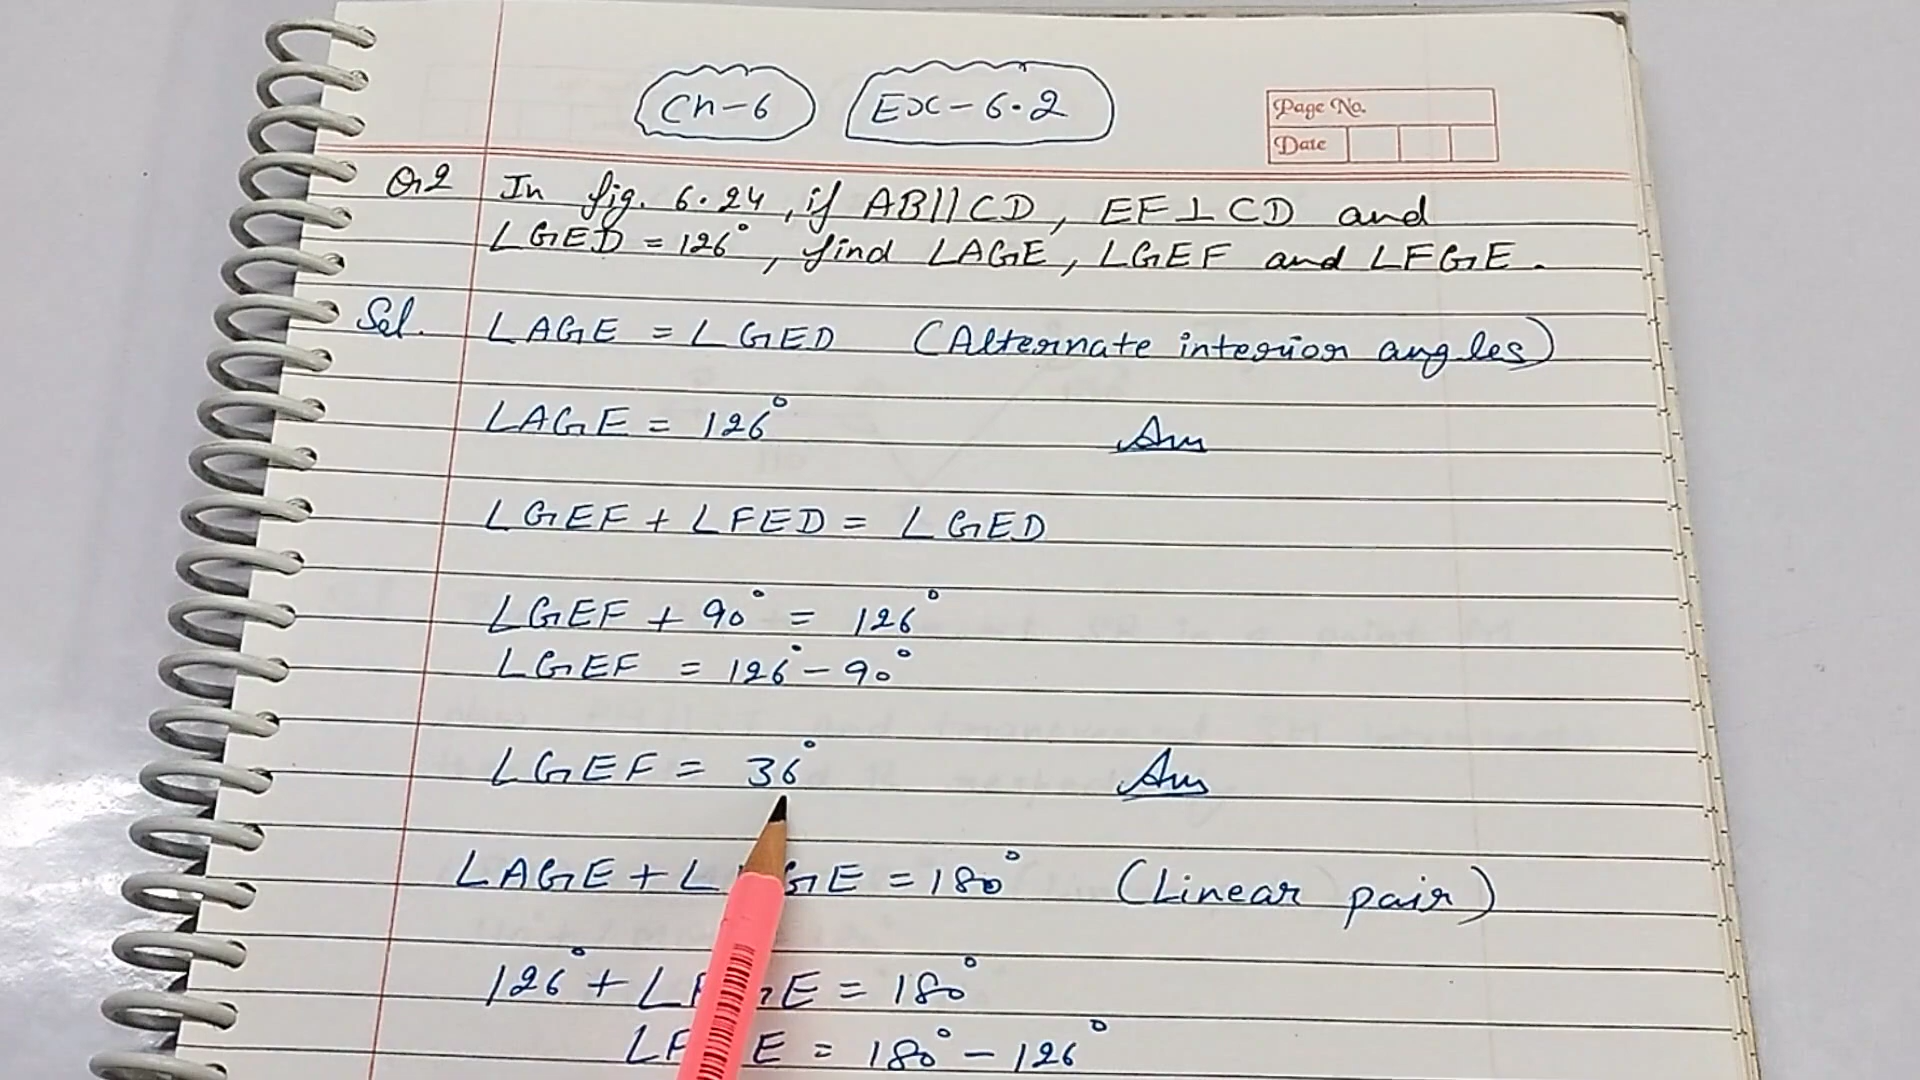 Ch-6 Ex-6.2
Page No.
Date
Q2 In fig. 6.24, if AB||CD, EF⊥CD and
∠GED = 126°, find ∠AGE, ∠GEF and ∠FGE.
Sol. ∠AGE = ∠GED (Alternate interior angles)
∠AGE = 126° Ans
∠GEF + ∠FED = ∠GED
∠GEF + 90° = 126°
∠GEF = 126° - 90°
∠GEF = 36° Ans
∠AGE + ∠ GE = 180° (Linear pair)
126° + ∠F E = 180°
∠F E = 180° - 126°